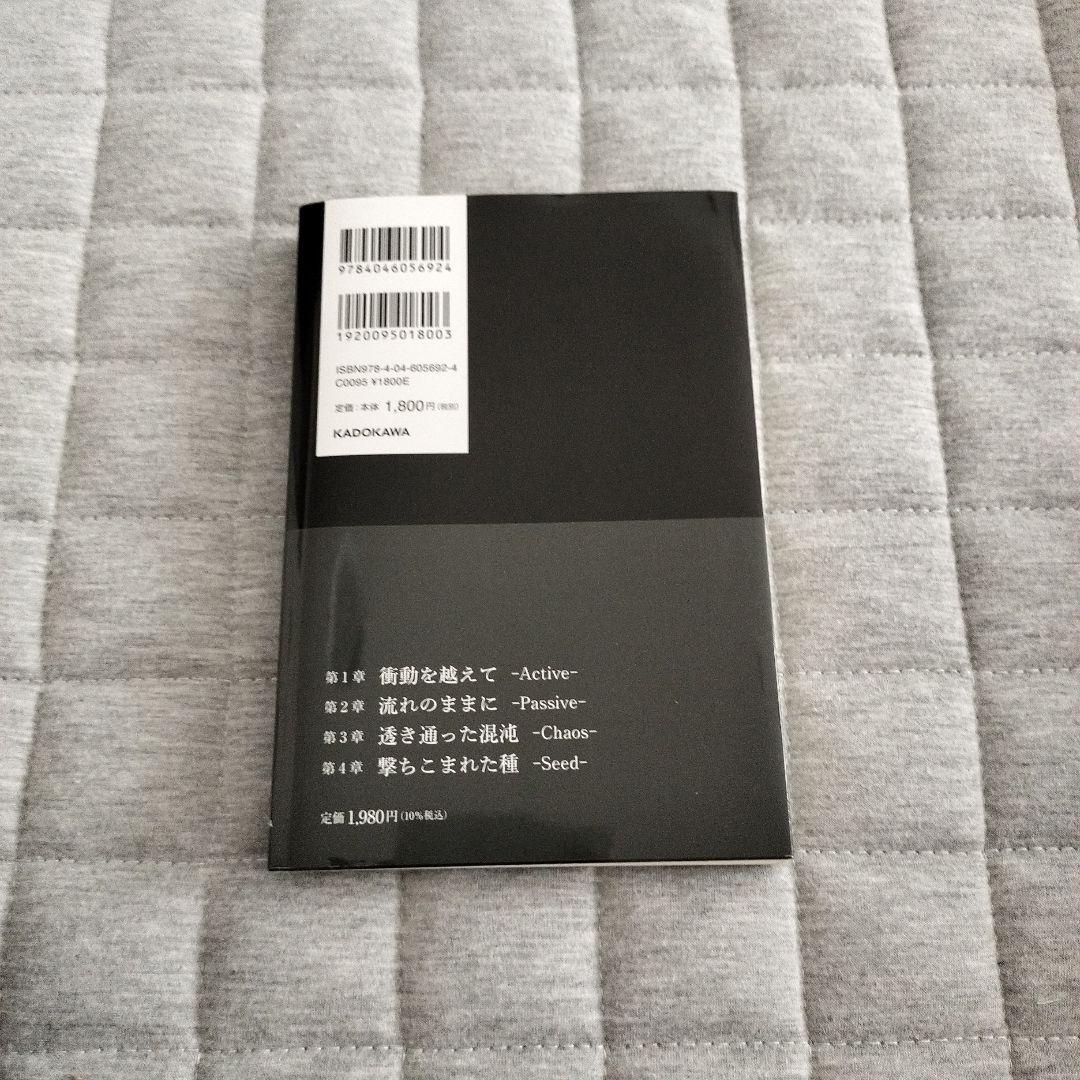 9784046056924
1920095018003
ISBN978-4-04-605692-4
C0095 ¥1800E
定価:本体 1,800円(税別)
KADOKAWA
第1章 衝動を越えて -Active-
第2章 流れのままに -Passive-
第3章 透き通った混沌 -Chaos-
第4章 撃ちこまれた種 -Seed-
定価1,980円(10%税込)